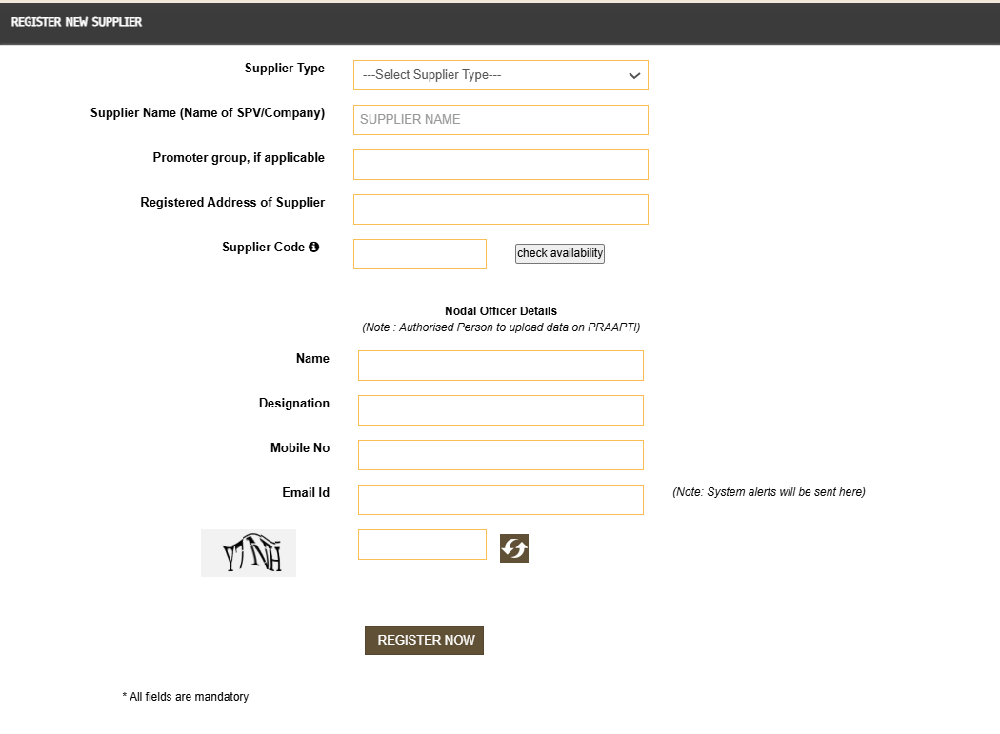 REGISTER NEW SUPPLIER
Supplier Type
---Select Supplier Type---
Supplier Name (Name of SPV/Company)
SUPPLIER NAME
Promoter group, if applicable
Registered Address of Supplier
Supplier Code
check availability
Nodal Officer Details
(Note : Authorised Person to upload data on PRAAPTI)
Name
Designation
Mobile No
Email Id
(Note: System alerts will be sent here)
Y7NH
REGISTER NOW
* All fields are mandatory